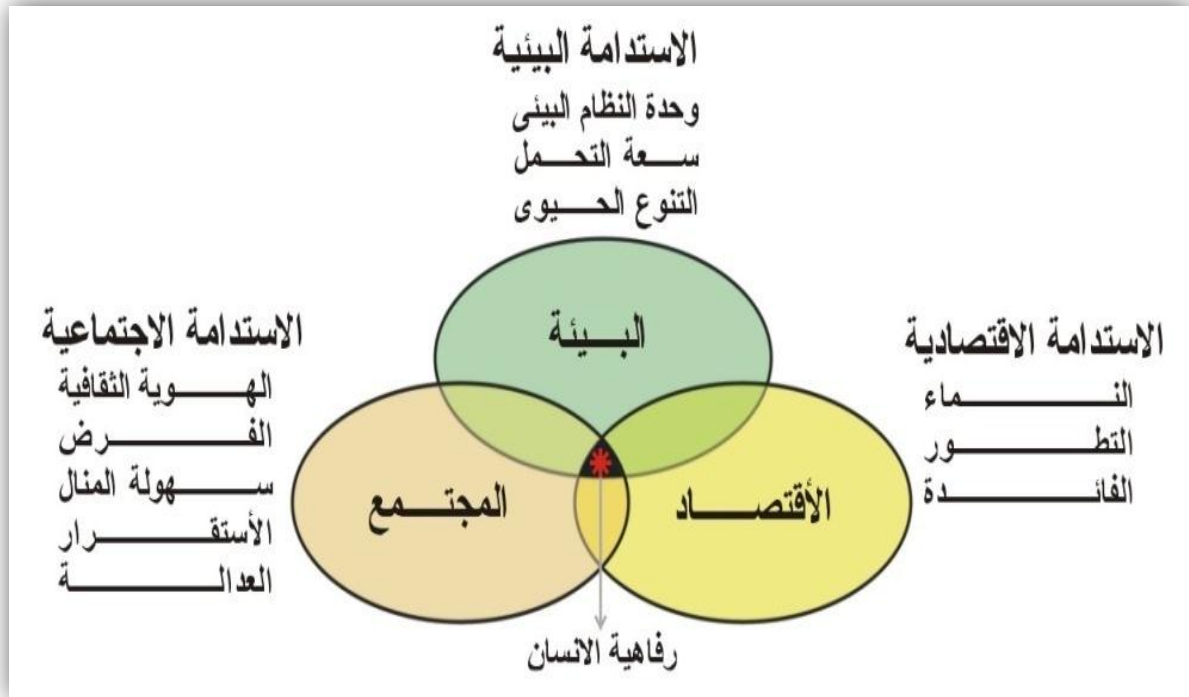 الاستدامة البيئية
وحدة النظام البيئى
سعة التحمل
التنوع الحيوى
البيئة
الاستدامة الاقتصادية
النماء
التطور
الفائدة
الاستدامة الاجتماعية
الهوية الثقافية
الفرض
سهولة المنال
الأستقرار
العدالة
الأقتصاد
المجتمع
رفاهية الانسان